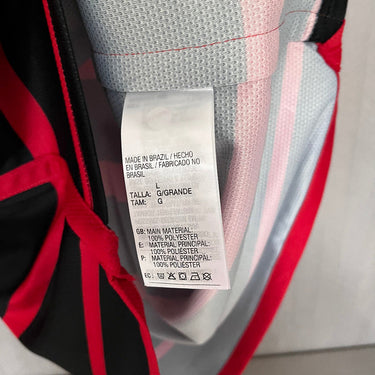 MADE IN BRAZIL / HECHO
EN BRASIL / FABRICADO NO
BRASIL
L
TALLA: G/GRANDE
TAM: G
GB: MAIN MATERIAL:
100% POLYESTER
E: MATERIAL PRINCIPAL:
100% POLIÉSTER
P: MATERIAL PRINCIPAL:
100% POLIÉSTER